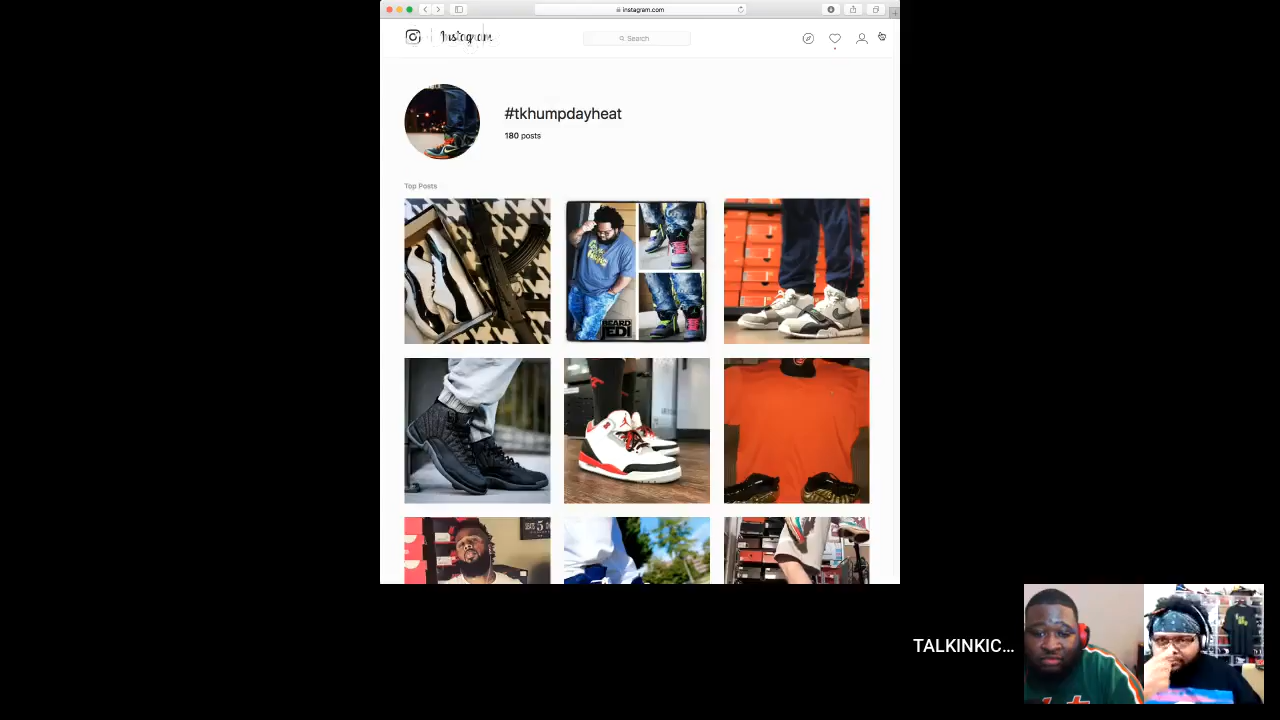 instagram.com
Instagram
Search
#tkhumpdayheat
180 posts
Top Posts
BEARD
JEDI
TALKINKIC...